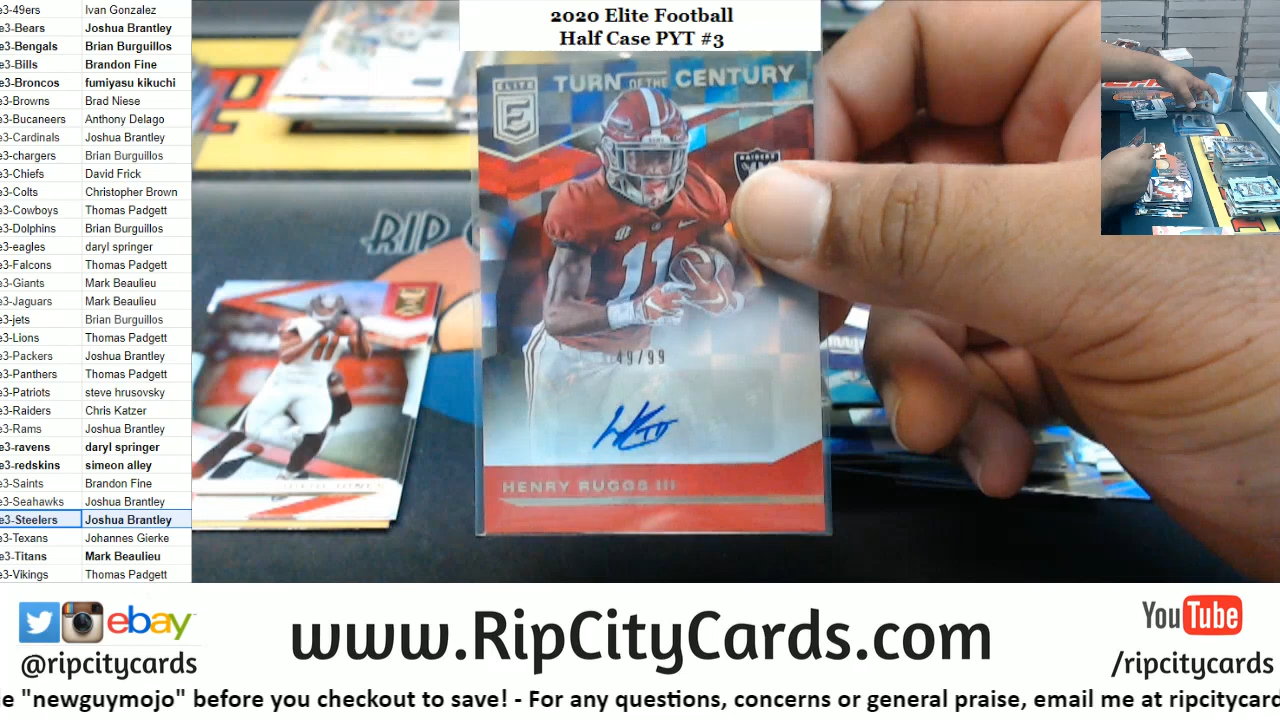 e3-49ers Ivan Gonzalez
e3-Bears Joshua Brantley
e3-Bengals Brian Burguillos
e3-Bills Brandon Fine
e3-Broncos fumiyasu kikuchi
e3-Browns Brad Niese
e3-Bucaneers Anthony Delago
e3-Cardinals Joshua Brantley
e3-chargers Brian Burguillos
e3-Chiefs David Frick
e3-Colts Christopher Brown
e3-Cowboys Thomas Padgett
e3-Dolphins Brian Burguillos
e3-eagles daryl springer
e3-Falcons Thomas Padgett
e3-Giants Mark Beaulieu
e3-Jaguars Mark Beaulieu
e3-jets Brian Burguillos
e3-Lions Thomas Padgett
e3-Packers Joshua Brantley
e3-Panthers Thomas Padgett
e3-Patriots steve hrusovsky
e3-Raiders Chris Katzer
e3-Rams Joshua Brantley
e3-ravens daryl springer
e3-redskins simeon alley
e3-Saints Brandon Fine
e3-Seahawks Joshua Brantley
e3-Steelers Joshua Brantley
e3-Texans Johannes Gierke
e3-Titans Mark Beaulieu
e3-Vikings Thomas Padgett
2020 Elite Football
Half Case PYT #3
ELITE
E
TURN OF THE CENTURY
RAIDERS
11
49/99
HENRY RUGGS III
RIP
ebay
@ripcitycards
www.RipCityCards.com
YouTube
/ripcitycards
le "newguymojo" before you checkout to save! - For any questions, concerns or general praise, email me at ripcitycard